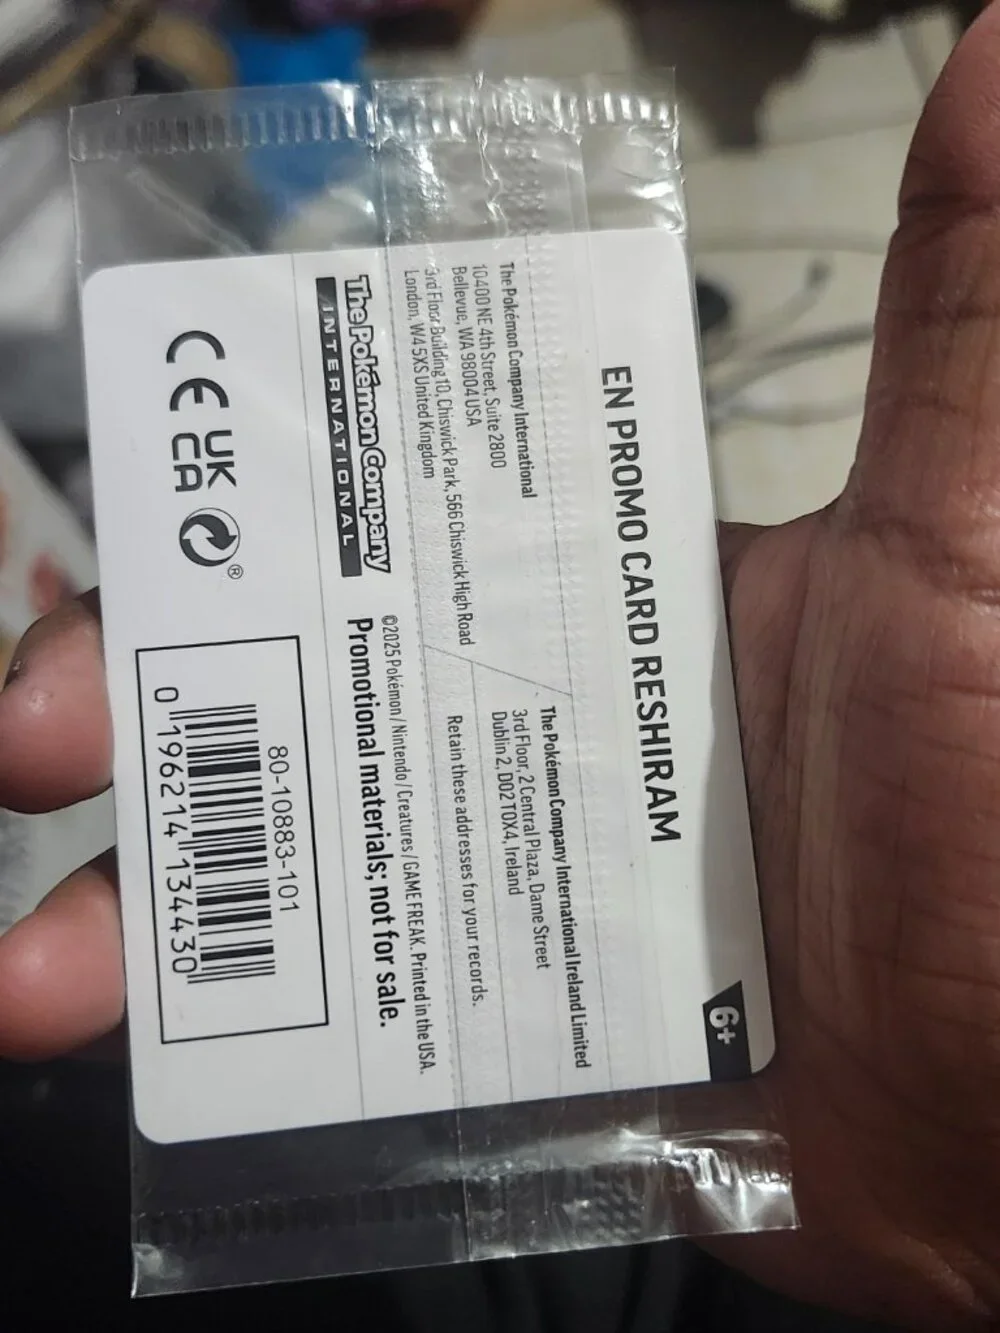 EN PROMO CARD RESHIRAM
6+
The Pokémon Company International
10400 NE 4th Street, Suite 2800
Bellevue, WA 98004 USA
3rd Floor Building 10, Chiswick Park, 566 Chiswick High Road
London, W4 5XS United Kingdom
The Pokémon Company International Ireland Limited
3rd Floor, 2 Central Plaza, Dame Street
Dublin 2, D02 T0X4, Ireland
Retain these addresses for your records.
The Pokémon Company
INTERNATIONAL
©2025 Pokémon / Nintendo / Creatures / GAME FREAK. Printed in the USA.
Promotional materials; not for sale.
CE
UK
CA
®
80-10883-101
0 196214 134430